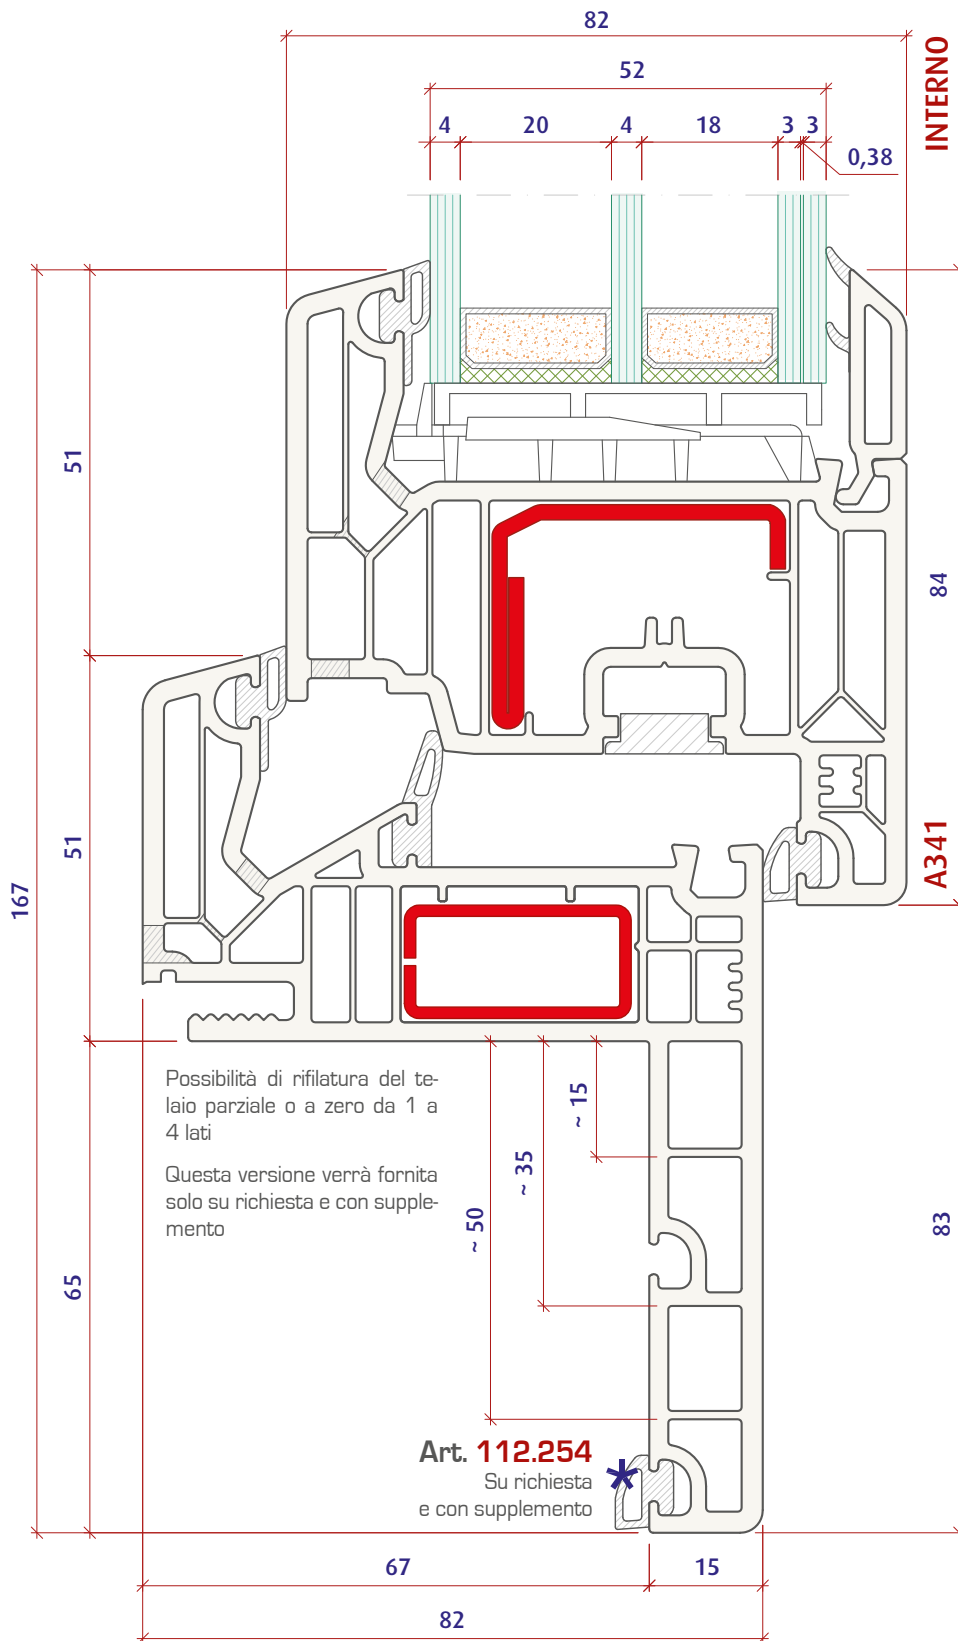 82
INTERNO
52
4 20 4 18 3 3
0,38
51
84
51
A341
167
Possibilità di rifilatura del te-
laio parziale o a zero da 1 a
4 lati
Questa versione verrà fornita
solo su richiesta e con supple-
mento
~ 15
~ 35
~ 50
83
65
Art. 112.254
Su richiesta
e con supplemento
*
67 15
82